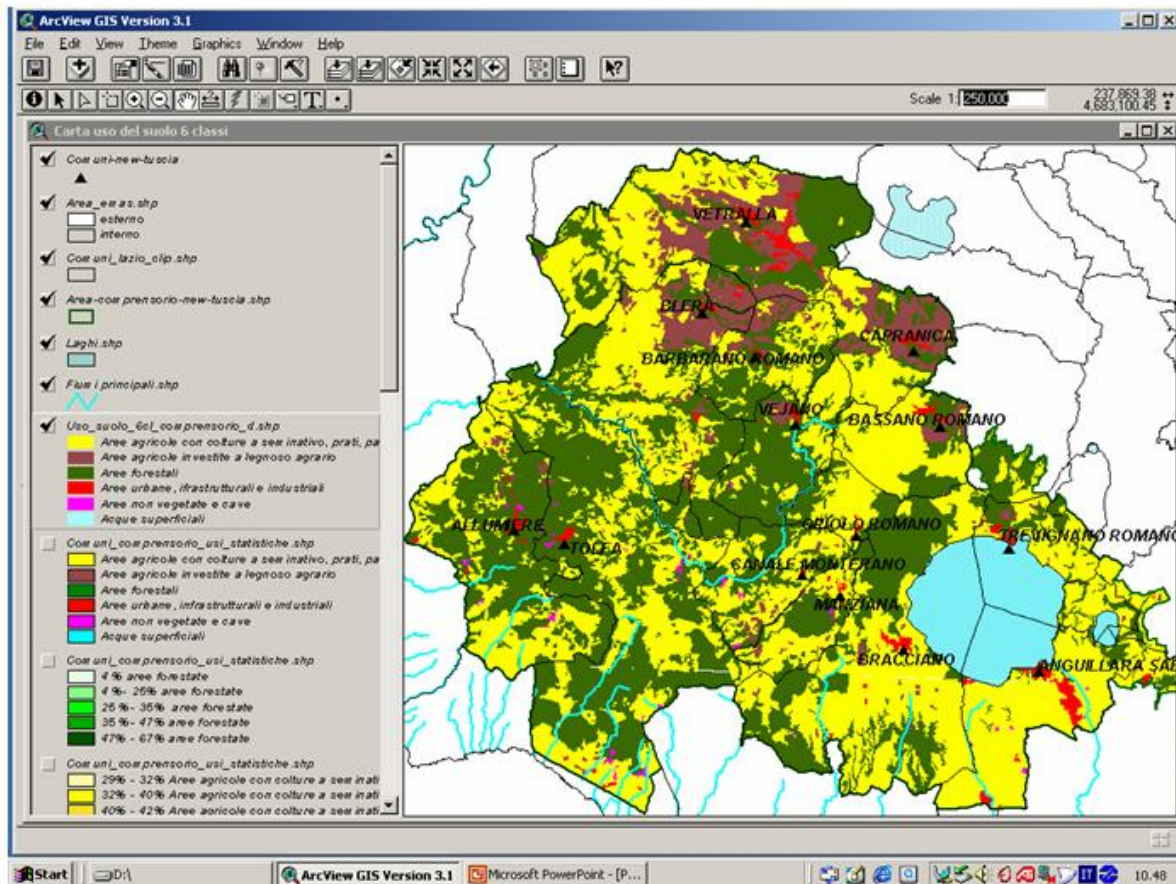 ArcView GIS Version 3.1
File Edit View Theme Graphics Window Help
Scale 1: 250,000
237,869.38
4,683,100.45
Carta uso del suolo 6 classi
Comuni-new-tuscia
Area_emas.shp
esterno
interno
Comuni_lazio_clip.shp
Area-comprensorio-new-tuscia.shp
Laghi.shp
Fiumi principali.shp
Uso_suolo_6cl_comprensorio_d.shp
Aree agricole con colture a seminativo, prati, pa
Aree agricole investite a legnoso agrario
Aree forestali
Aree urbane, ifrastrutturali e industriali
Aree non vegetate e cave
Acque superficiali
Comuni_comprensorio_usi_statistiche.shp
Aree agricole con colture a seminativo, prati, pa
Aree agricole investite a legnoso agrario
Aree forestali
Aree urbane, infrastrutturali e industriali
Aree non vegetate e cave
Acque superficiali
Comuni_comprensorio_usi_statistiche.shp
4% aree forestate
4% - 25% aree forestate
25% - 35% aree forestate
35% - 47% aree forestate
47% - 67% aree forestate
Comuni_comprensorio_usi_statistiche.shp
29% - 32% Aree agricole con colture a seminati
32% - 40% Aree agricole con colture a seminati
40% - 42% Aree agricole con colture a seminati
VETRALLA
BLERA
CAPRANICA
BARBARANO ROMANO
VEJANO
BASSANO ROMANO
ALLUMERE
TOLFA
ORIOLO ROMANO
TREVIGNANO ROMANO
CANALE MONTERANO
MANZIANA
BRACCIANO
ANGUILLARA SAB
Start
D:\
ArcView GIS Version 3.1
Microsoft PowerPoint - [P...
IT
10.48